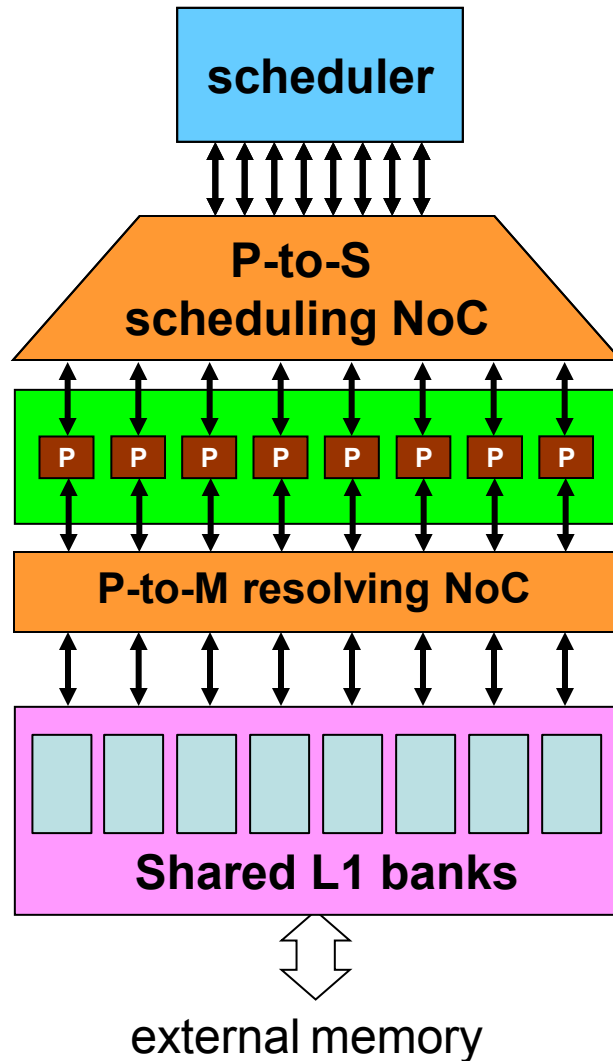 scheduler
P-to-S
scheduling NoC
P P P P P P P P
P-to-M resolving NoC
Shared L1 banks
external memory